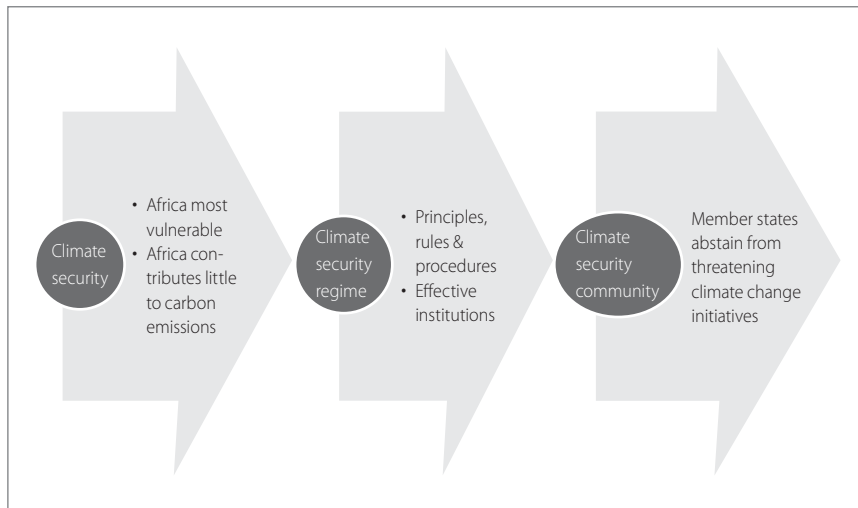 Climate
security
• Africa most
vulnerable
• Africa con-
tributes little
to carbon
emissions
Climate
security
regime
• Principles,
rules &
procedures
• Effective
institutions
Climate
security
community
Member states
abstain from
threatening
climate change
initiatives